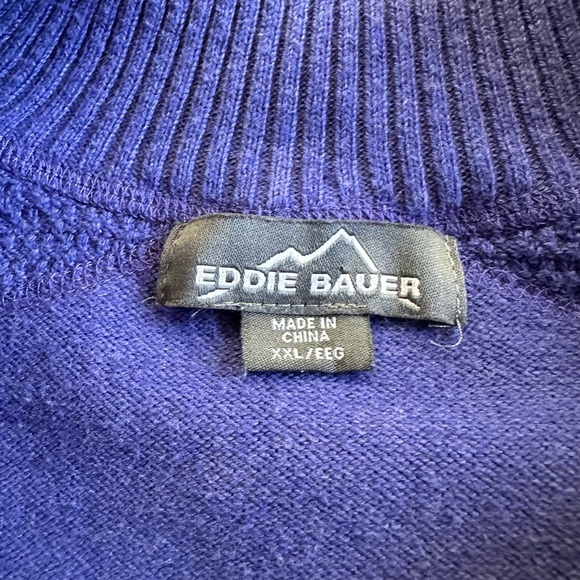 EDDIE BAUER
MADE IN
CHINA
XXL/EEG